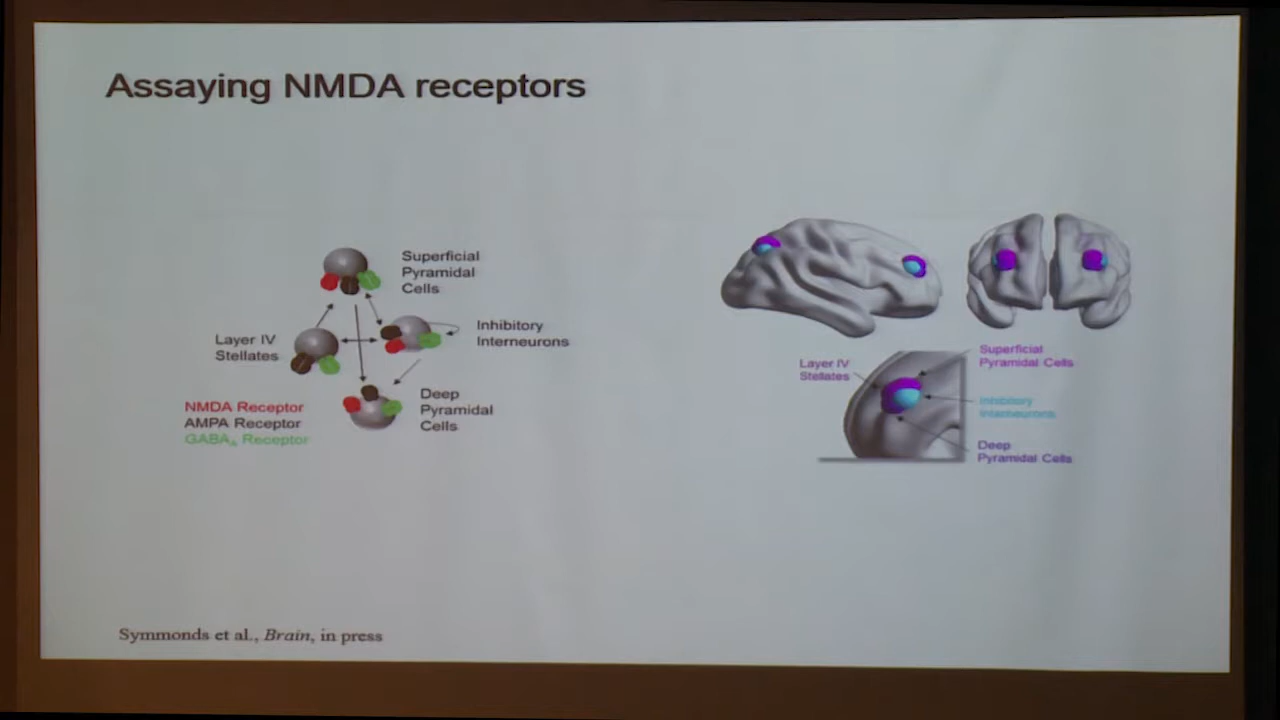 Assaying NMDA receptors
Superficial
Pyramidal
Cells
Layer IV
Stellates
Inhibitory
Interneurons
Deep
Pyramidal
Cells
NMDA Receptor
AMPA Receptor
GABAA Receptor
Superficial
Pyramidal Cells
Layer IV
Stellates
Inhibitory
Interneurons
Deep
Pyramidal Cells
Symmonds et al., Brain, in press